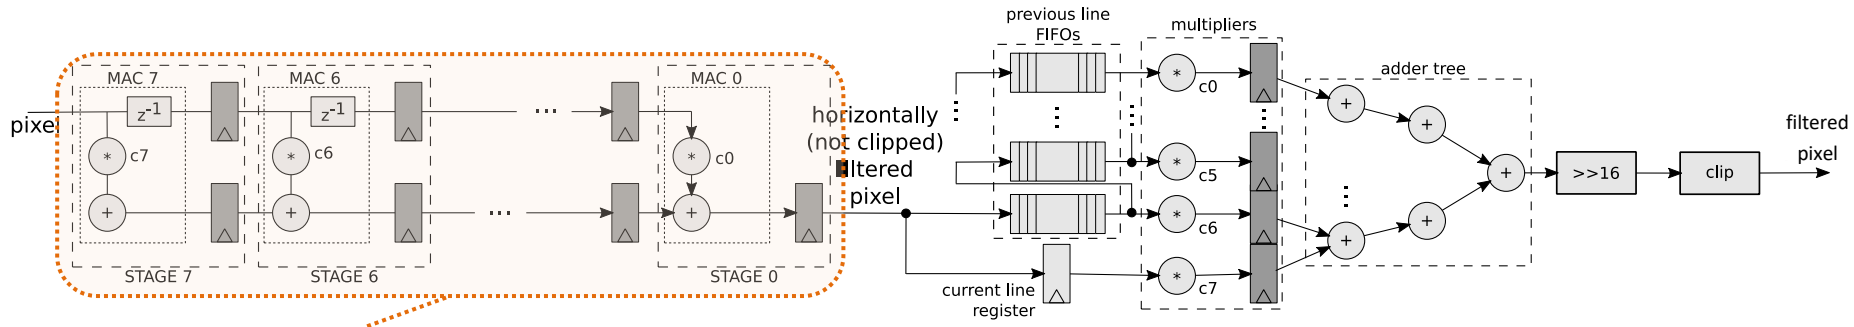 pixel
MAC 7
z-1
*
c7
+
STAGE 7
MAC 6
z-1
*
c6
+
STAGE 6
...
...
MAC 0
*
c0
+
STAGE 0
horizontally
(not clipped)
pixel
previous line
FIFOs
current line
register
multipliers
*
c0
*
c5
*
c6
*
c7
adder tree
+
+
+
+
+
>>16
clip
filtered
pixel